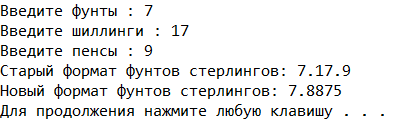 Введите фунты : 7
Введите шиллинги : 17
Введите пенсы : 9
Старый формат фунтов стерлингов: 7.17.9
Новый формат фунтов стерлингов: 7.8875
Для продолжения нажмите любую клавишу . . .